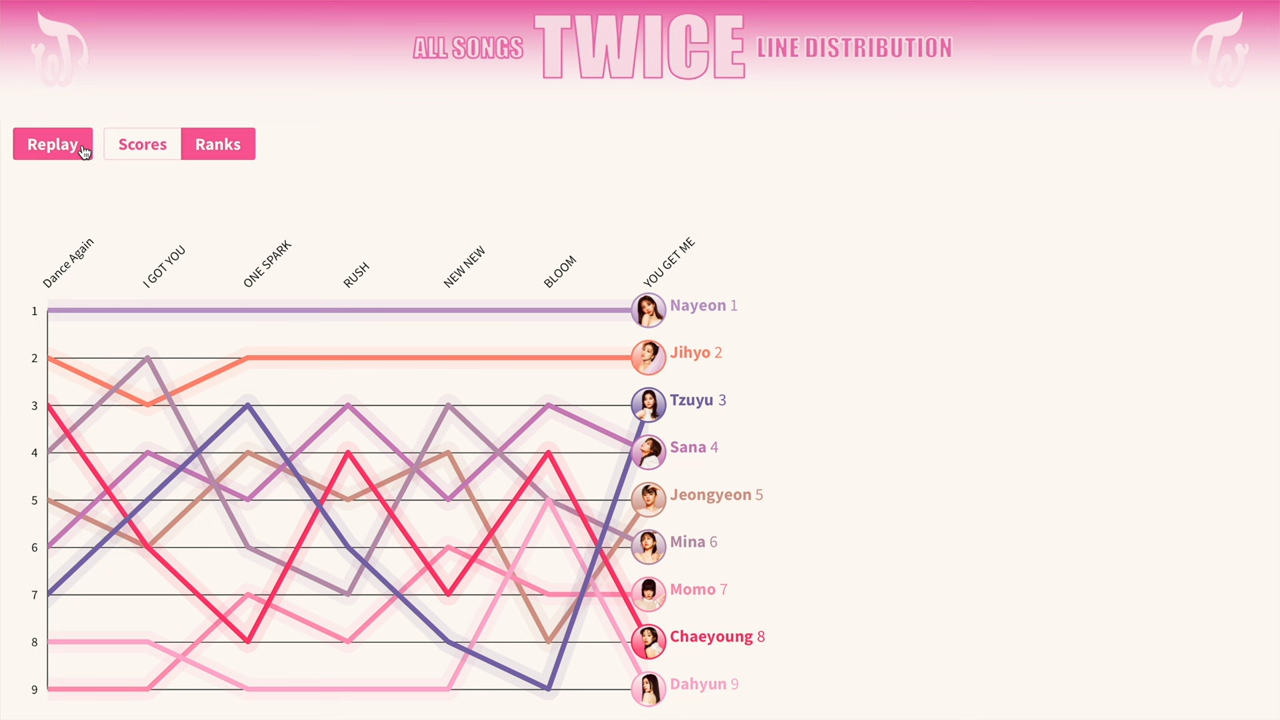 ALL SONGS TWICE LINE DISTRIBUTION
Replay Scores Ranks
Dance Again
I GOT YOU
ONE SPARK
RUSH
NEW NEW
BLOOM
YOU GET ME
1
2
3
4
5
6
7
8
9
Nayeon 1
Jihyo 2
Tzuyu 3
Sana 4
Jeongyeon 5
Mina 6
Momo 7
Chaeyoung 8
Dahyun 9